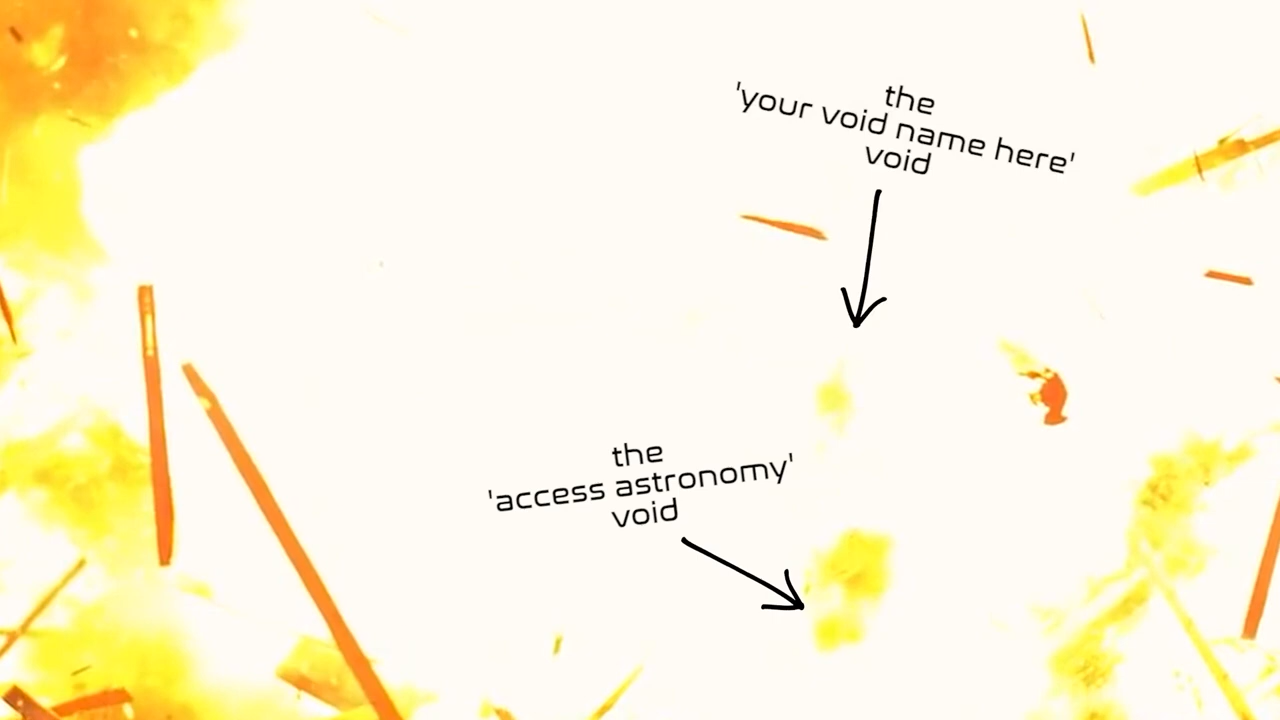 the
'your void name here'
void
the
'access astronomy'
void